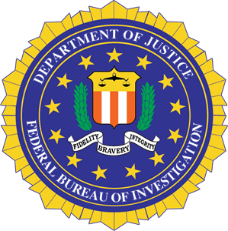 DEPARTMENT OF JUSTICE
FIDELITY BRAVERY INTEGRITY
FEDERAL BUREAU OF INVESTIGATION